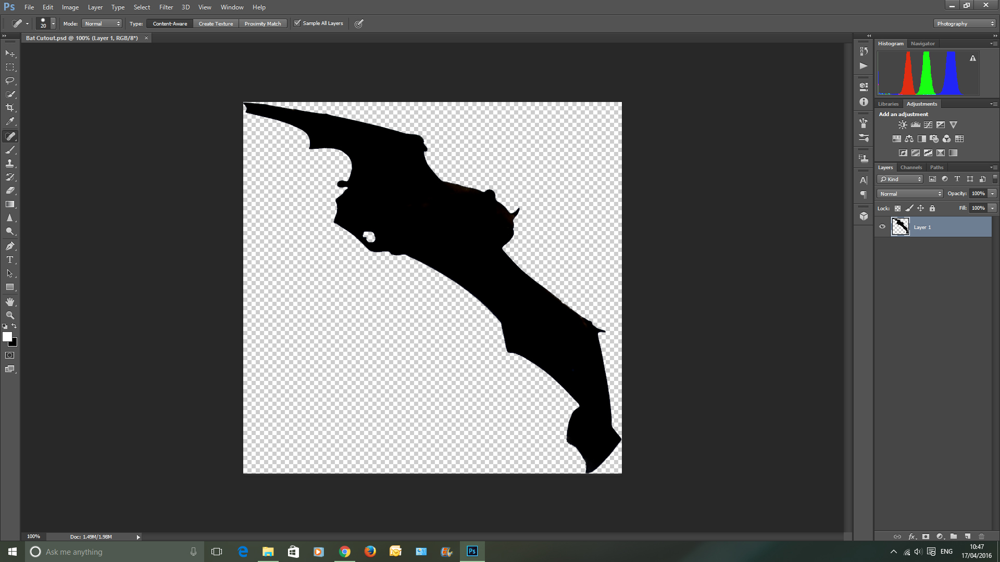 Ps File Edit Image Layer Type Select Filter 3D View Window Help
20 Mode: Normal Type: Content-Aware Create Texture Proximity Match Sample All Layers Photography
Bat Cutout.psd @ 100% (Layer 1, RGB/8*) ×
Histogram Navigator
Libraries Adjustments
Add an adjustment
Layers Channels Paths
Kind
Normal Opacity: 100%
Lock: Fill: 100%
Layer 1
100% Doc: 1.49M/1.98M
Ask me anything Ps ENG 10:47
17/04/2016